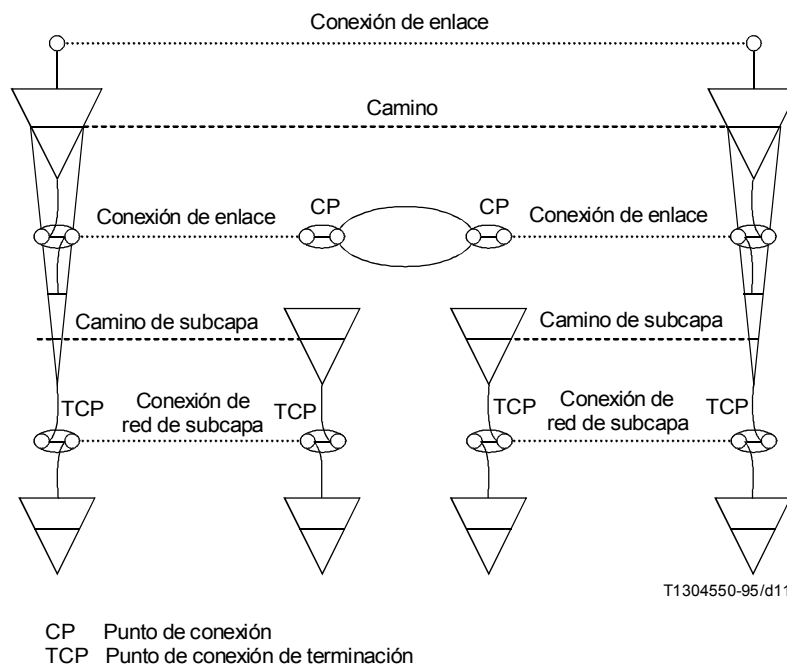 Conexión de enlace
Camino
Conexión de enlace
CP
CP
Conexión de enlace
Camino de subcapa
Camino de subcapa
TCP
Conexión de
red de subcapa
TCP
TCP
Conexión de
red de subcapa
TCP
T1304550-95/d11
CP Punto de conexión
TCP Punto de conexión de terminación